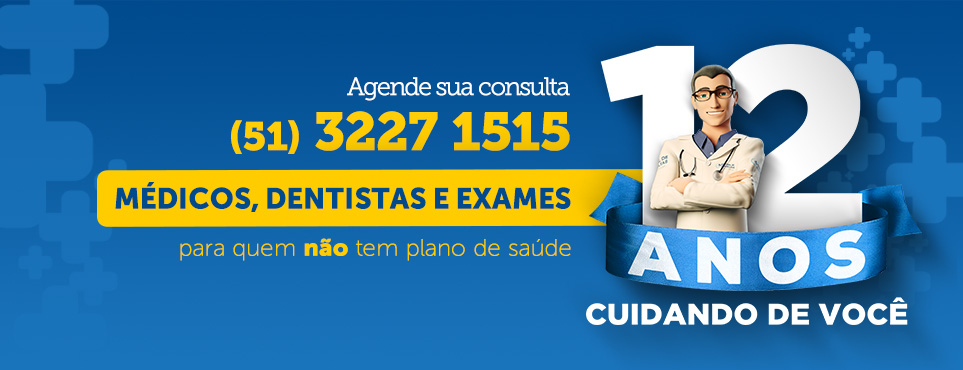 Agende sua consulta
(51) 3227 1515
MÉDICOS, DENTISTAS E EXAMES
para quem não tem plano de saúde
12
ANOS
CUIDANDO DE VOCÊ